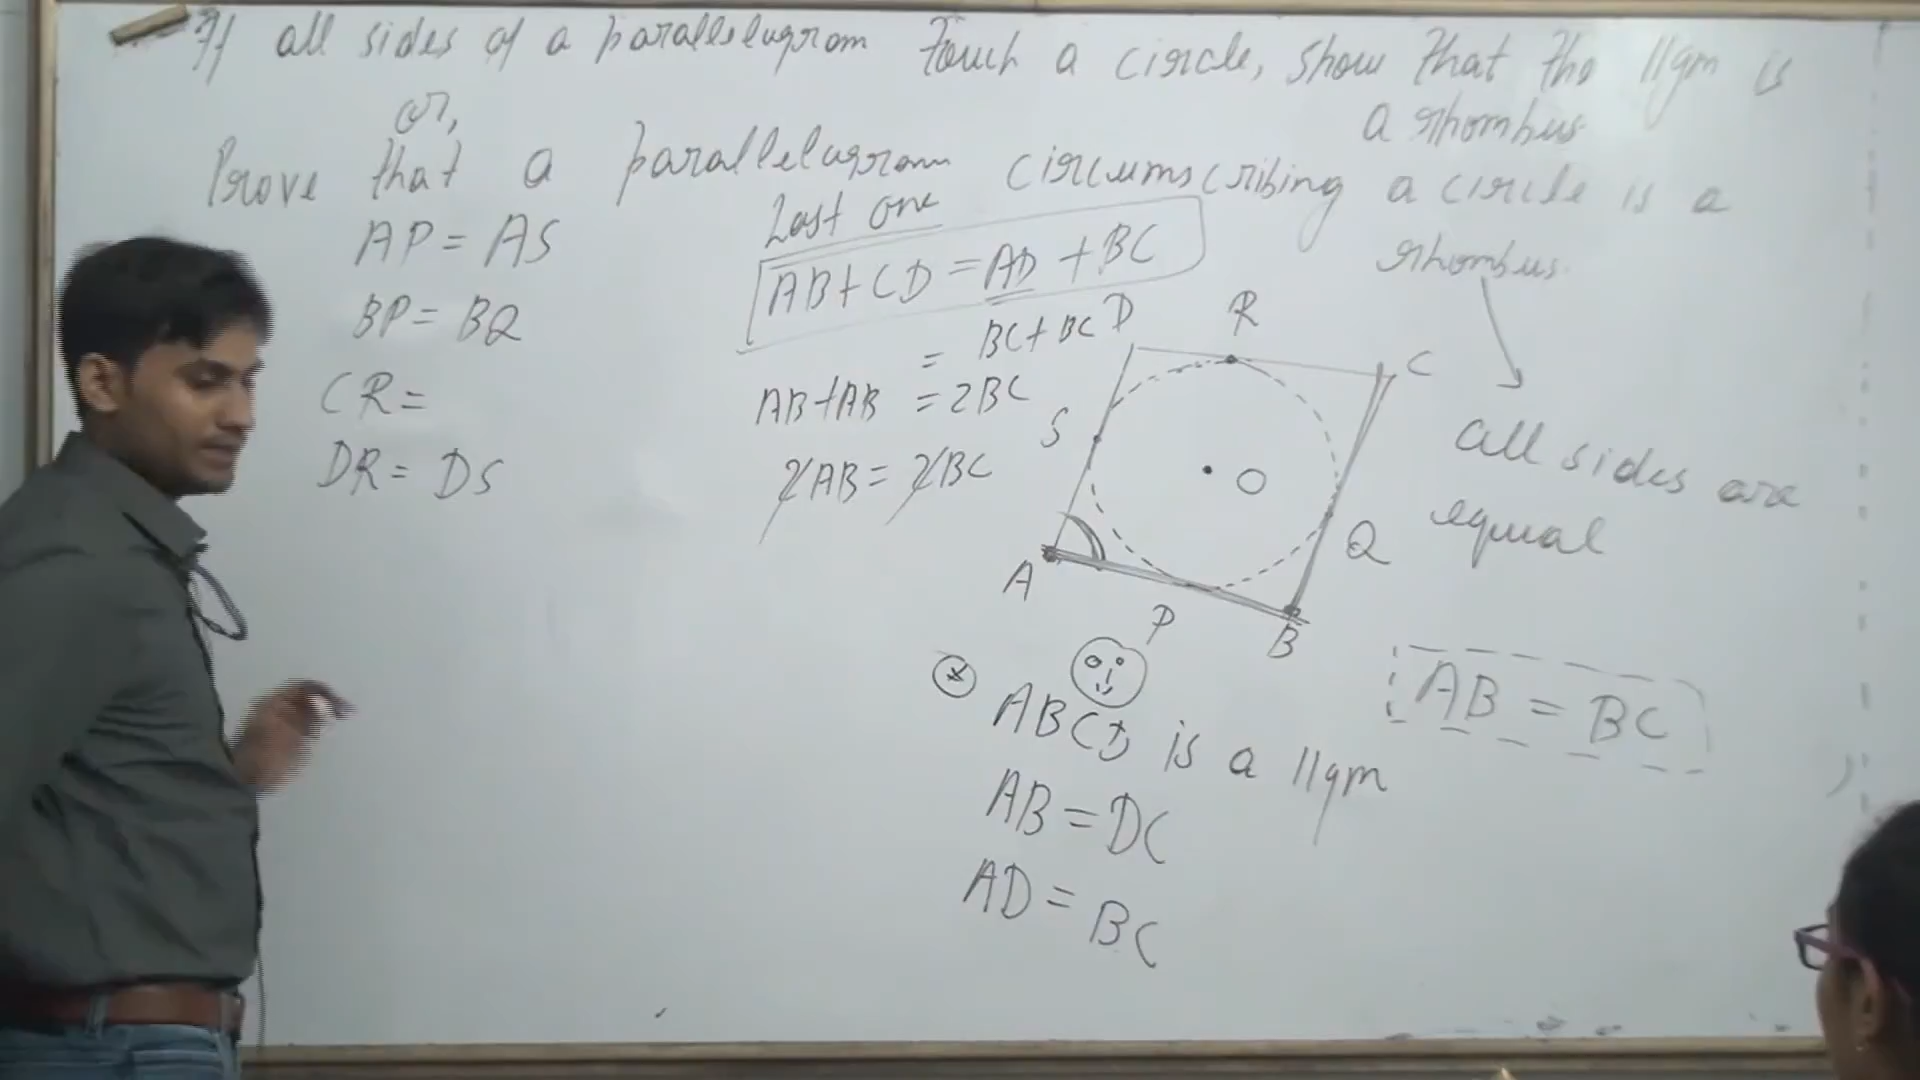 If all sides of a parallelogram touch a circle, show that the ||gm is
a rhombus.
or,
Prove that a parallelogram circumscribing a circle is a
rhombus.
AP = AS
BP = BQ
CR =
DR = DS
Last one
AB + CD = AD + BC
= BC + BC
AB + AB = 2BC
2AB = 2BC
D R C
S O Q
A P B
all sides are
equal
AB = BC
ABCD is a ||gm
AB = DC
AD = BC